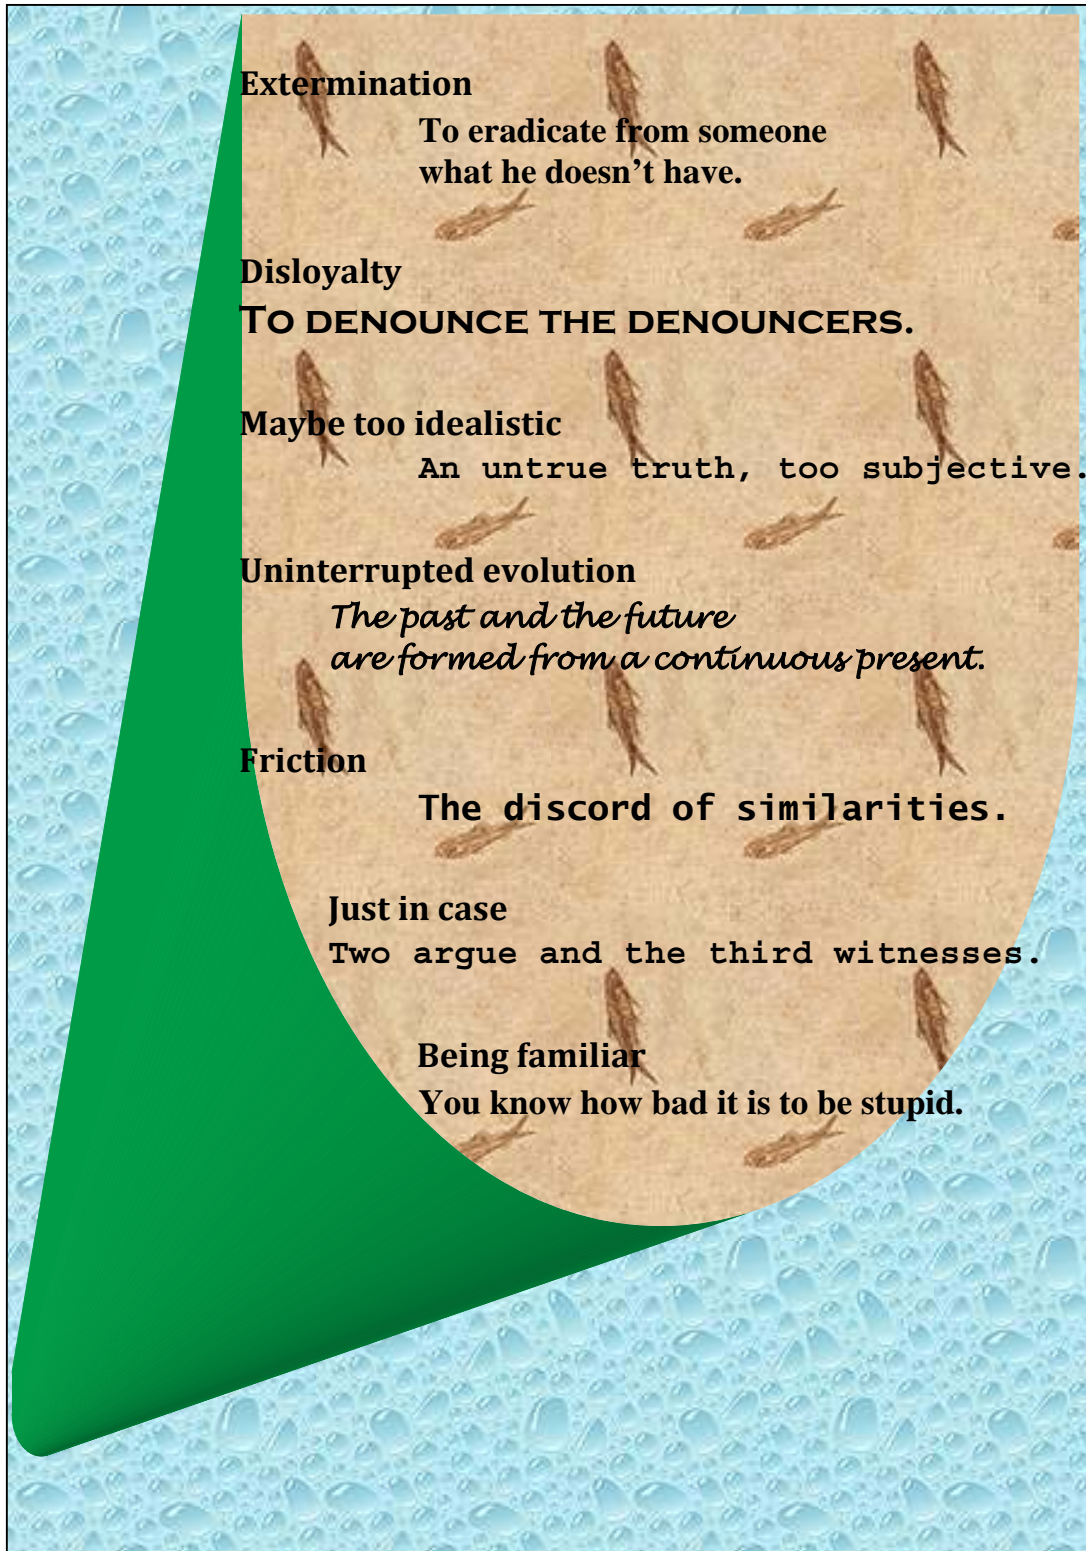 Extermination
To eradicate from someone
what he doesn’t have.
Disloyalty
TO DENOUNCE THE DENOUNCERS.
Maybe too idealistic
An untrue truth, too subjective.
Uninterrupted evolution
The past and the future
are formed from a continuous present.
Friction
The discord of similarities.
Just in case
Two argue and the third witnesses.
Being familiar
You know how bad it is to be stupid.